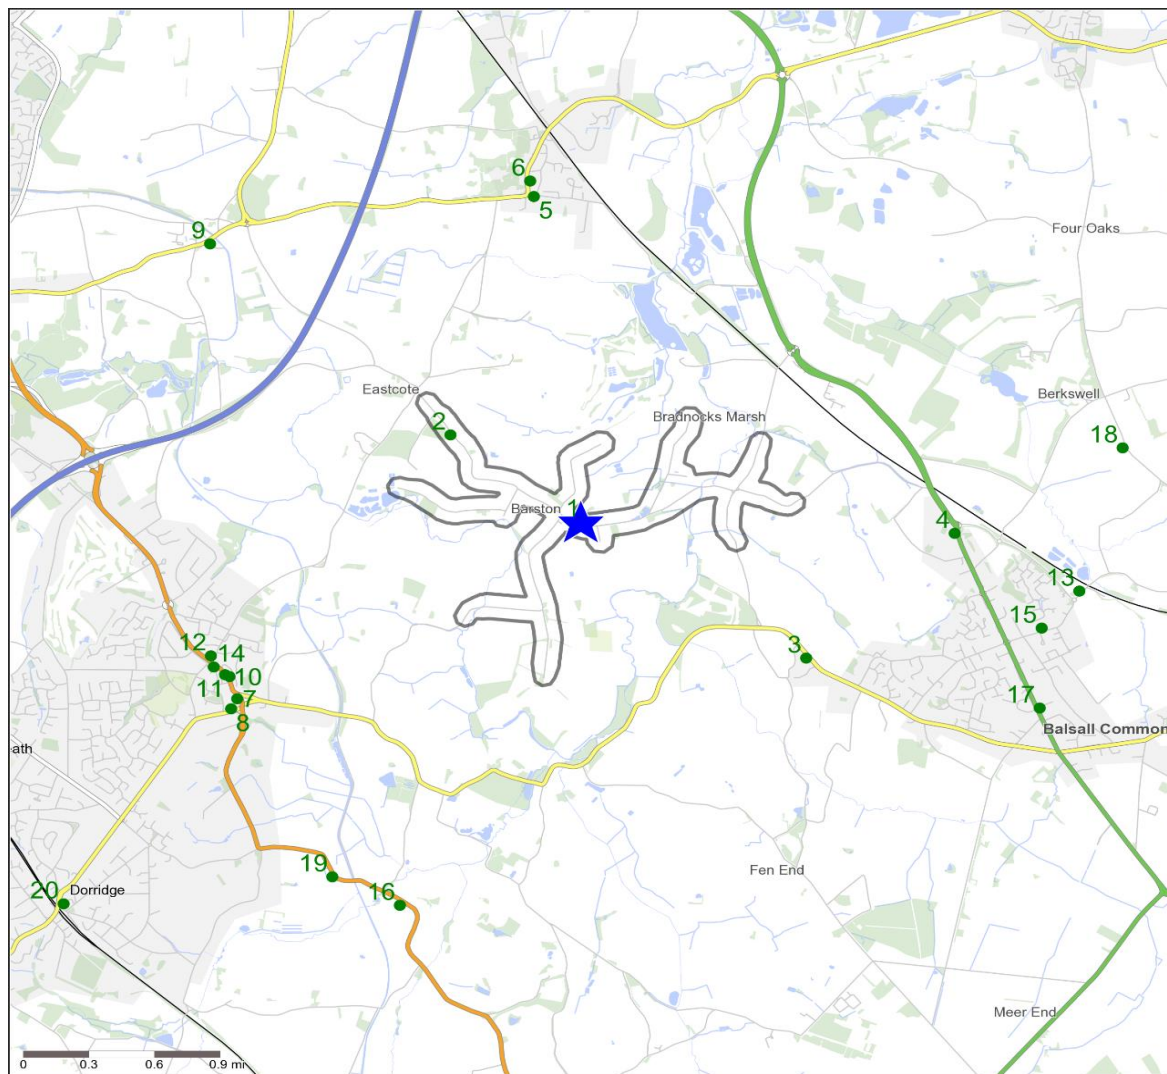 6
5
9
Four Oaks
Eastcote
Berkswell
Bradnocks Marsh
2
18
Barston
1
4
13
15
12
14
3
11
10
7
17
8
Balsall Common
ath
Fen End
19
16
20
Dorridge
Meer End
0
0.3
0.6
0.9 mi